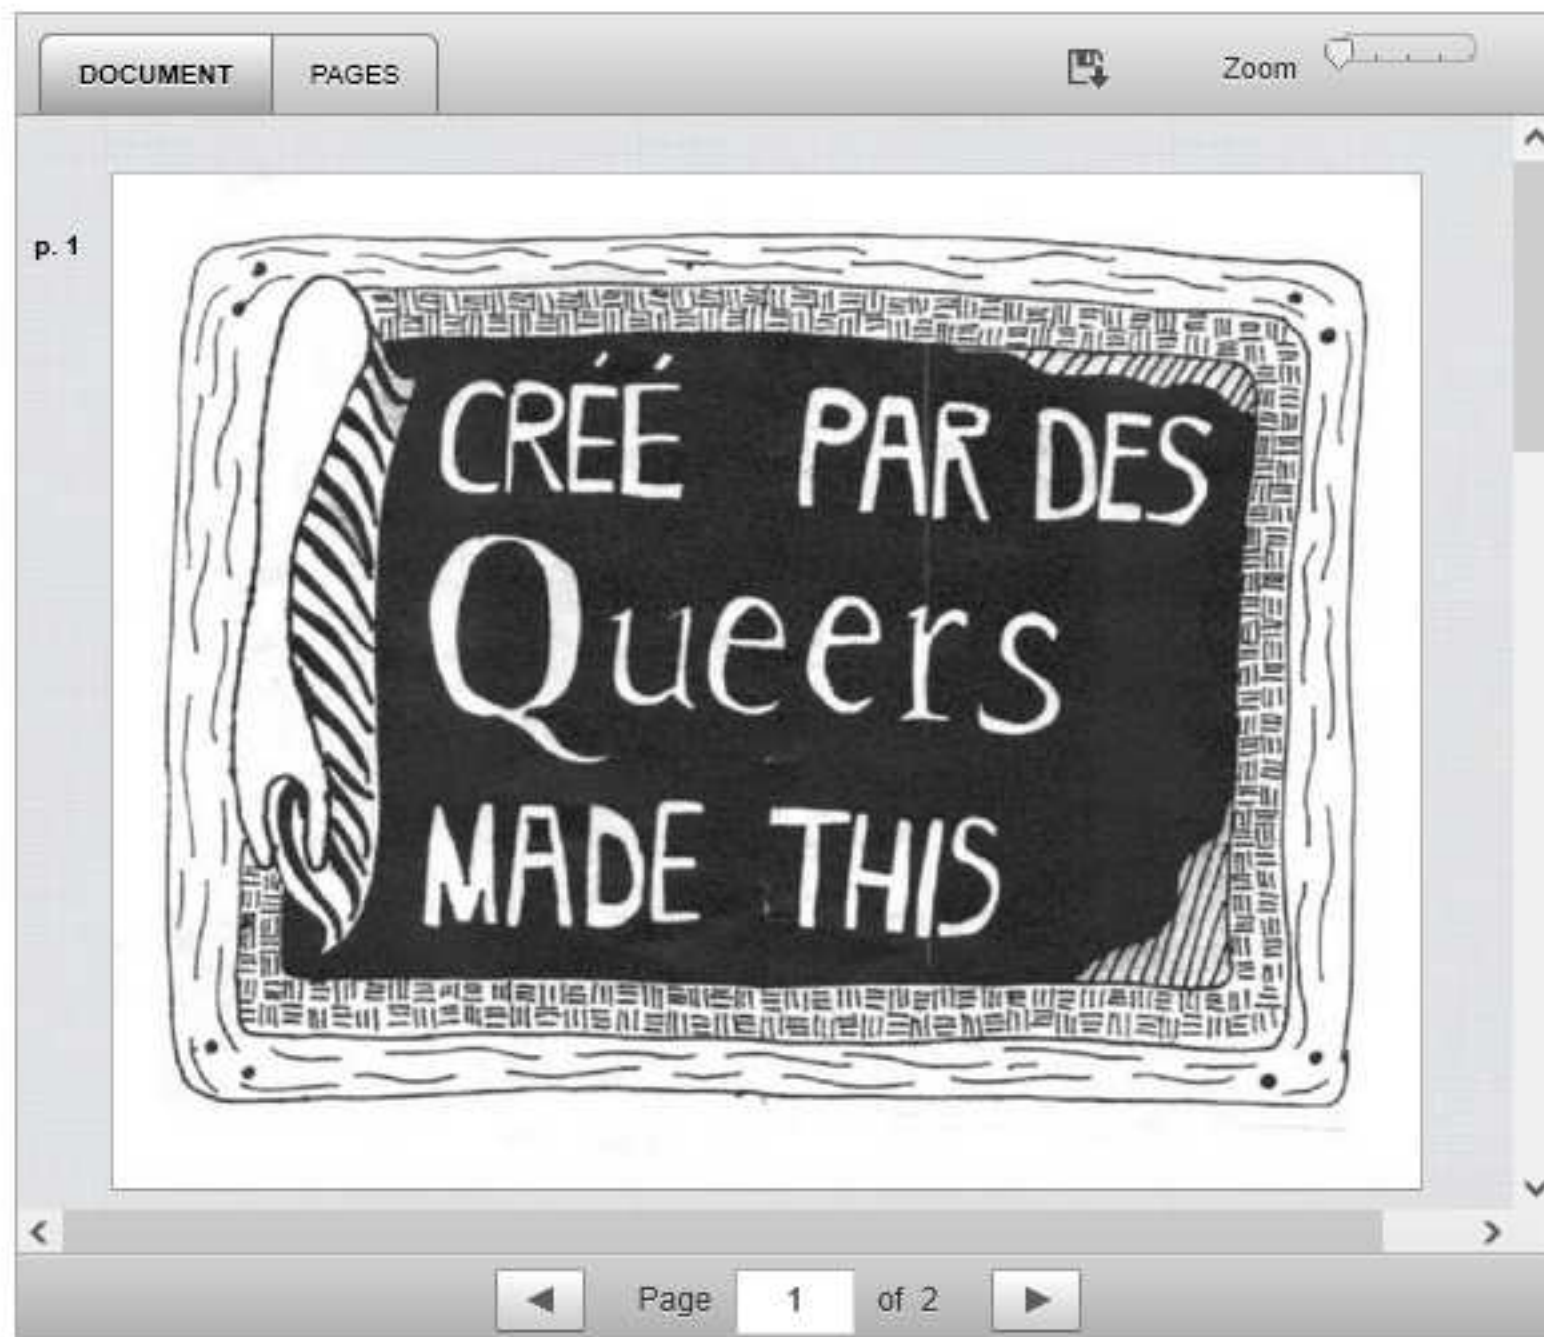 DOCUMENT PAGES Zoom
p. 1
CRÉÉ PAR DES
Queers
MADE THIS
Page 1 of 2